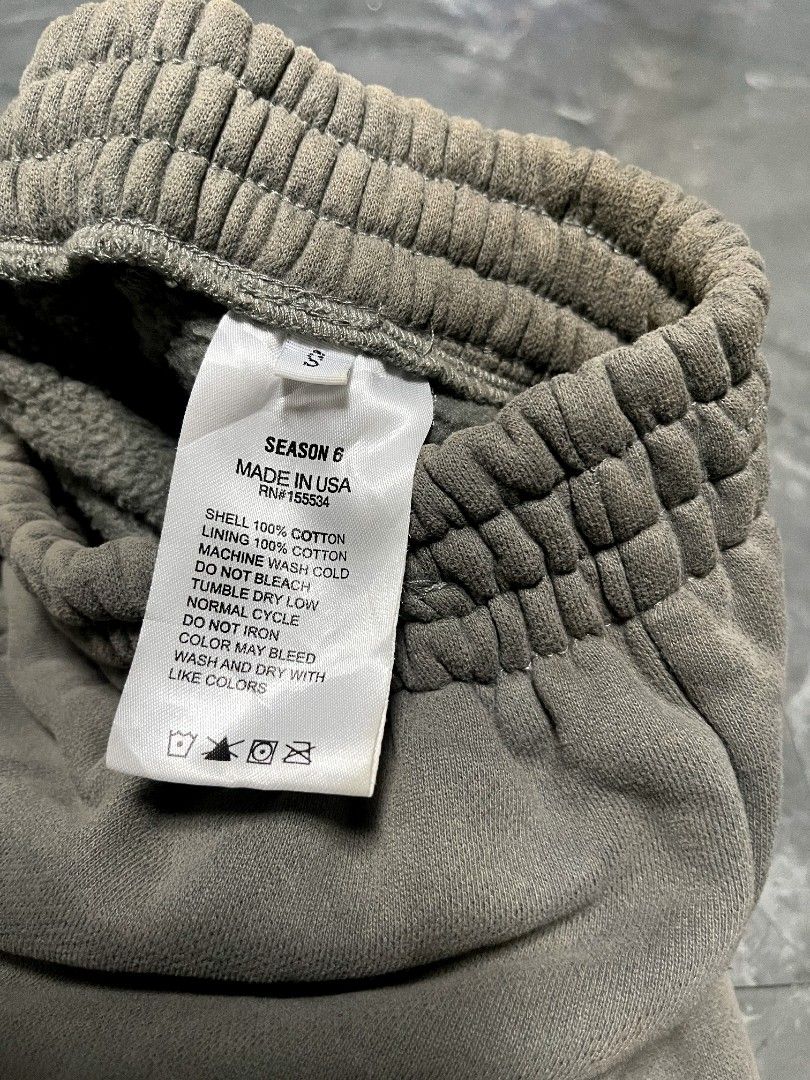 S
SEASON 6
MADE IN USA
RN#155534
SHELL 100% COTTON
LINING 100% COTTON
MACHINE WASH COLD
DO NOT BLEACH
TUMBLE DRY LOW
NORMAL CYCLE
DO NOT IRON
COLOR MAY BLEED
WASH AND DRY WITH
LIKE COLORS